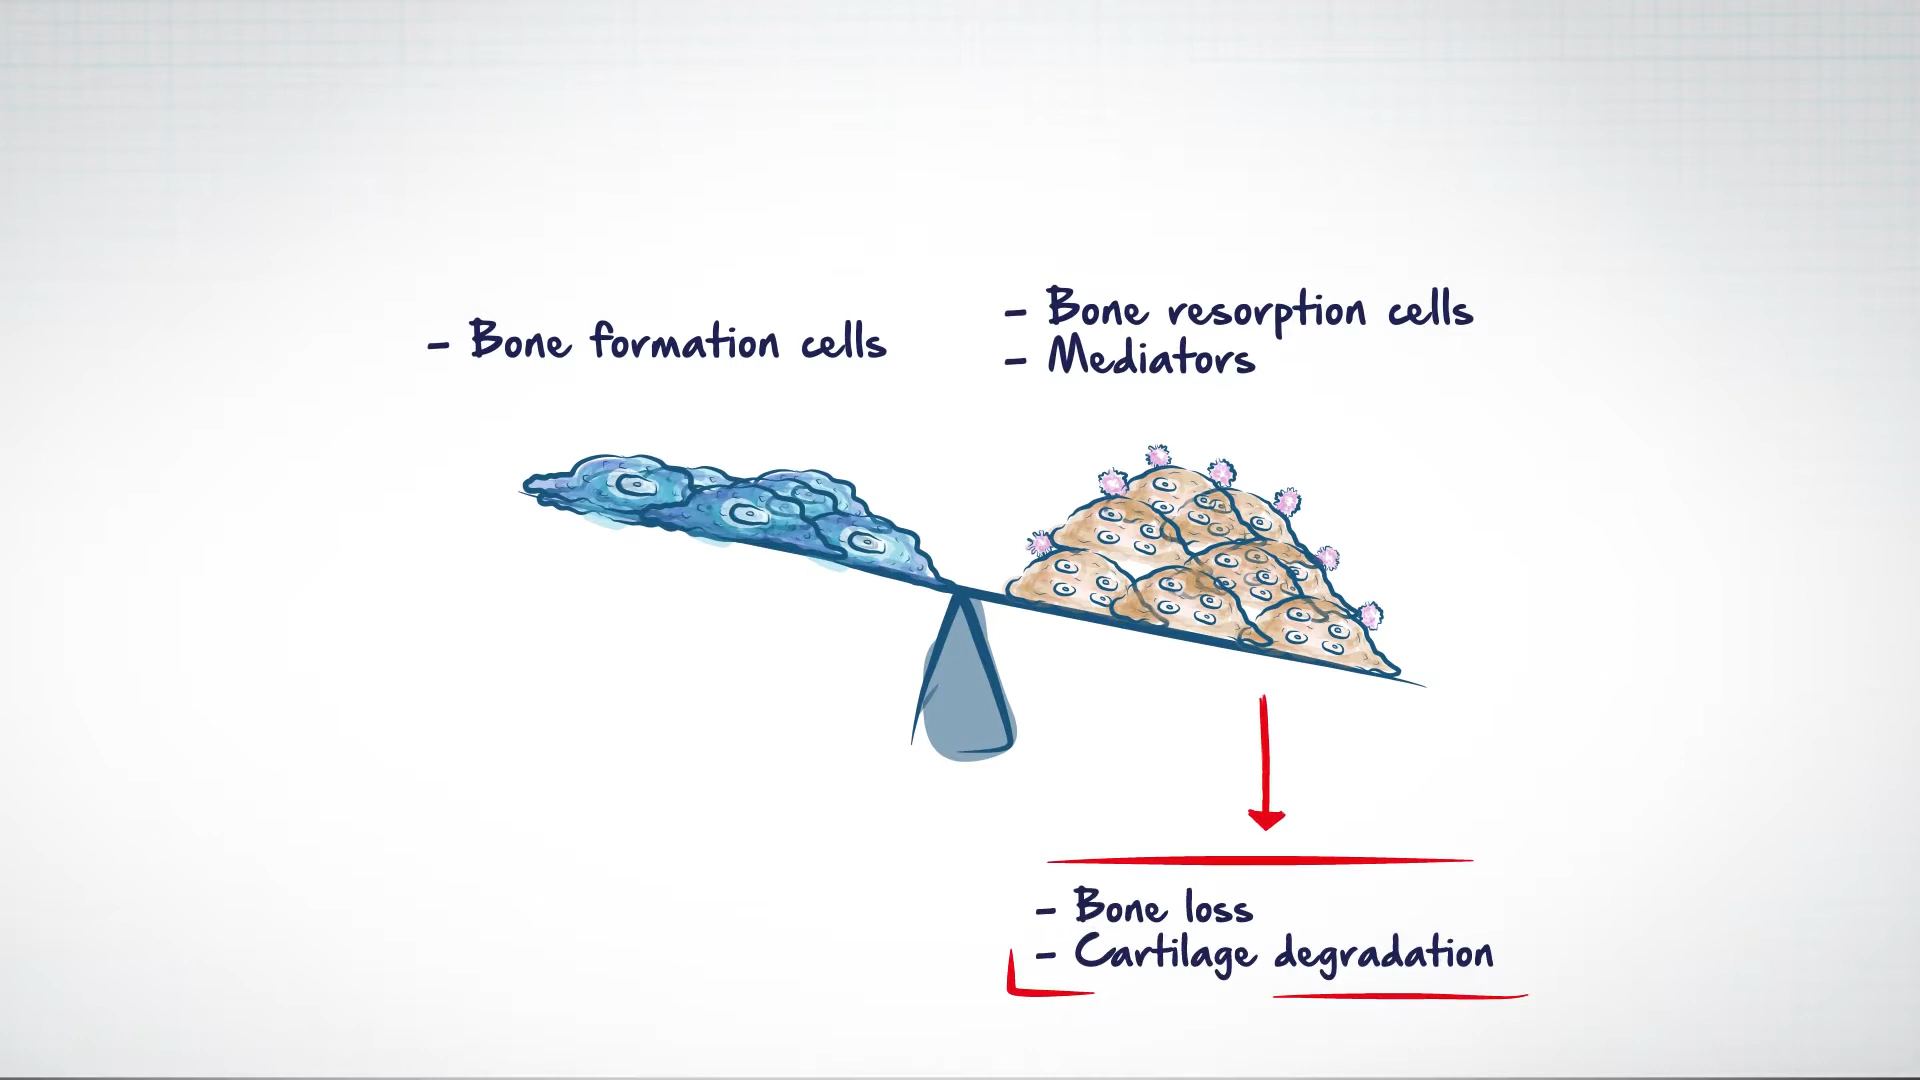 - Bone formation cells
- Bone resorption cells
- Mediators
- Bone loss
- Cartilage degradation